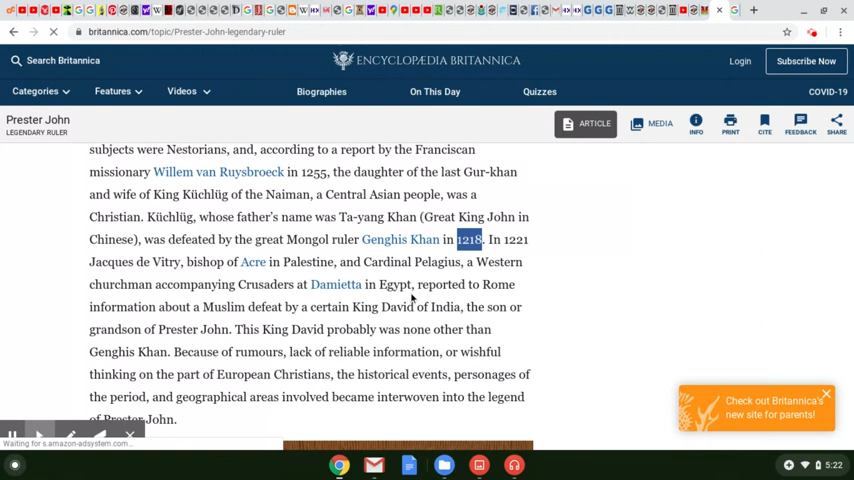 britannica.com/topic/Prester-John-legendary-ruler
Search Britannica
ENCYCLOPÆDIA BRITANNICA
Login
Subscribe Now
Categories
Features
Videos
Biographies
On This Day
Quizzes
COVID-19
Prester John
LEGENDARY RULER
ARTICLE
MEDIA
INFO
PRINT
CITE
FEEDBACK
SHARE
subjects were Nestorians, and, according to a report by the Franciscan
missionary Willem van Ruysbroeck in 1255, the daughter of the last Gur-khan
and wife of King Küchlüg of the Naiman, a Central Asian people, was a
Christian. Küchlüg, whose father's name was Ta-yang Khan (Great King John in
Chinese), was defeated by the great Mongol ruler Genghis Khan in 1218. In 1221
Jacques de Vitry, bishop of Acre in Palestine, and Cardinal Pelagius, a Western
churchman accompanying Crusaders at Damietta in Egypt, reported to Rome
information about a Muslim defeat by a certain King David of India, the son or
grandson of Prester John. This King David probably was none other than
Genghis Khan. Because of rumours, lack of reliable information, or wishful
thinking on the part of European Christians, the historical events, personages of
the period, and geographical areas involved became interwoven into the legend
of Prester John.
Check out Britannica's
new site for parents!
Waiting for s.amazon-adsystem.com...
5:22